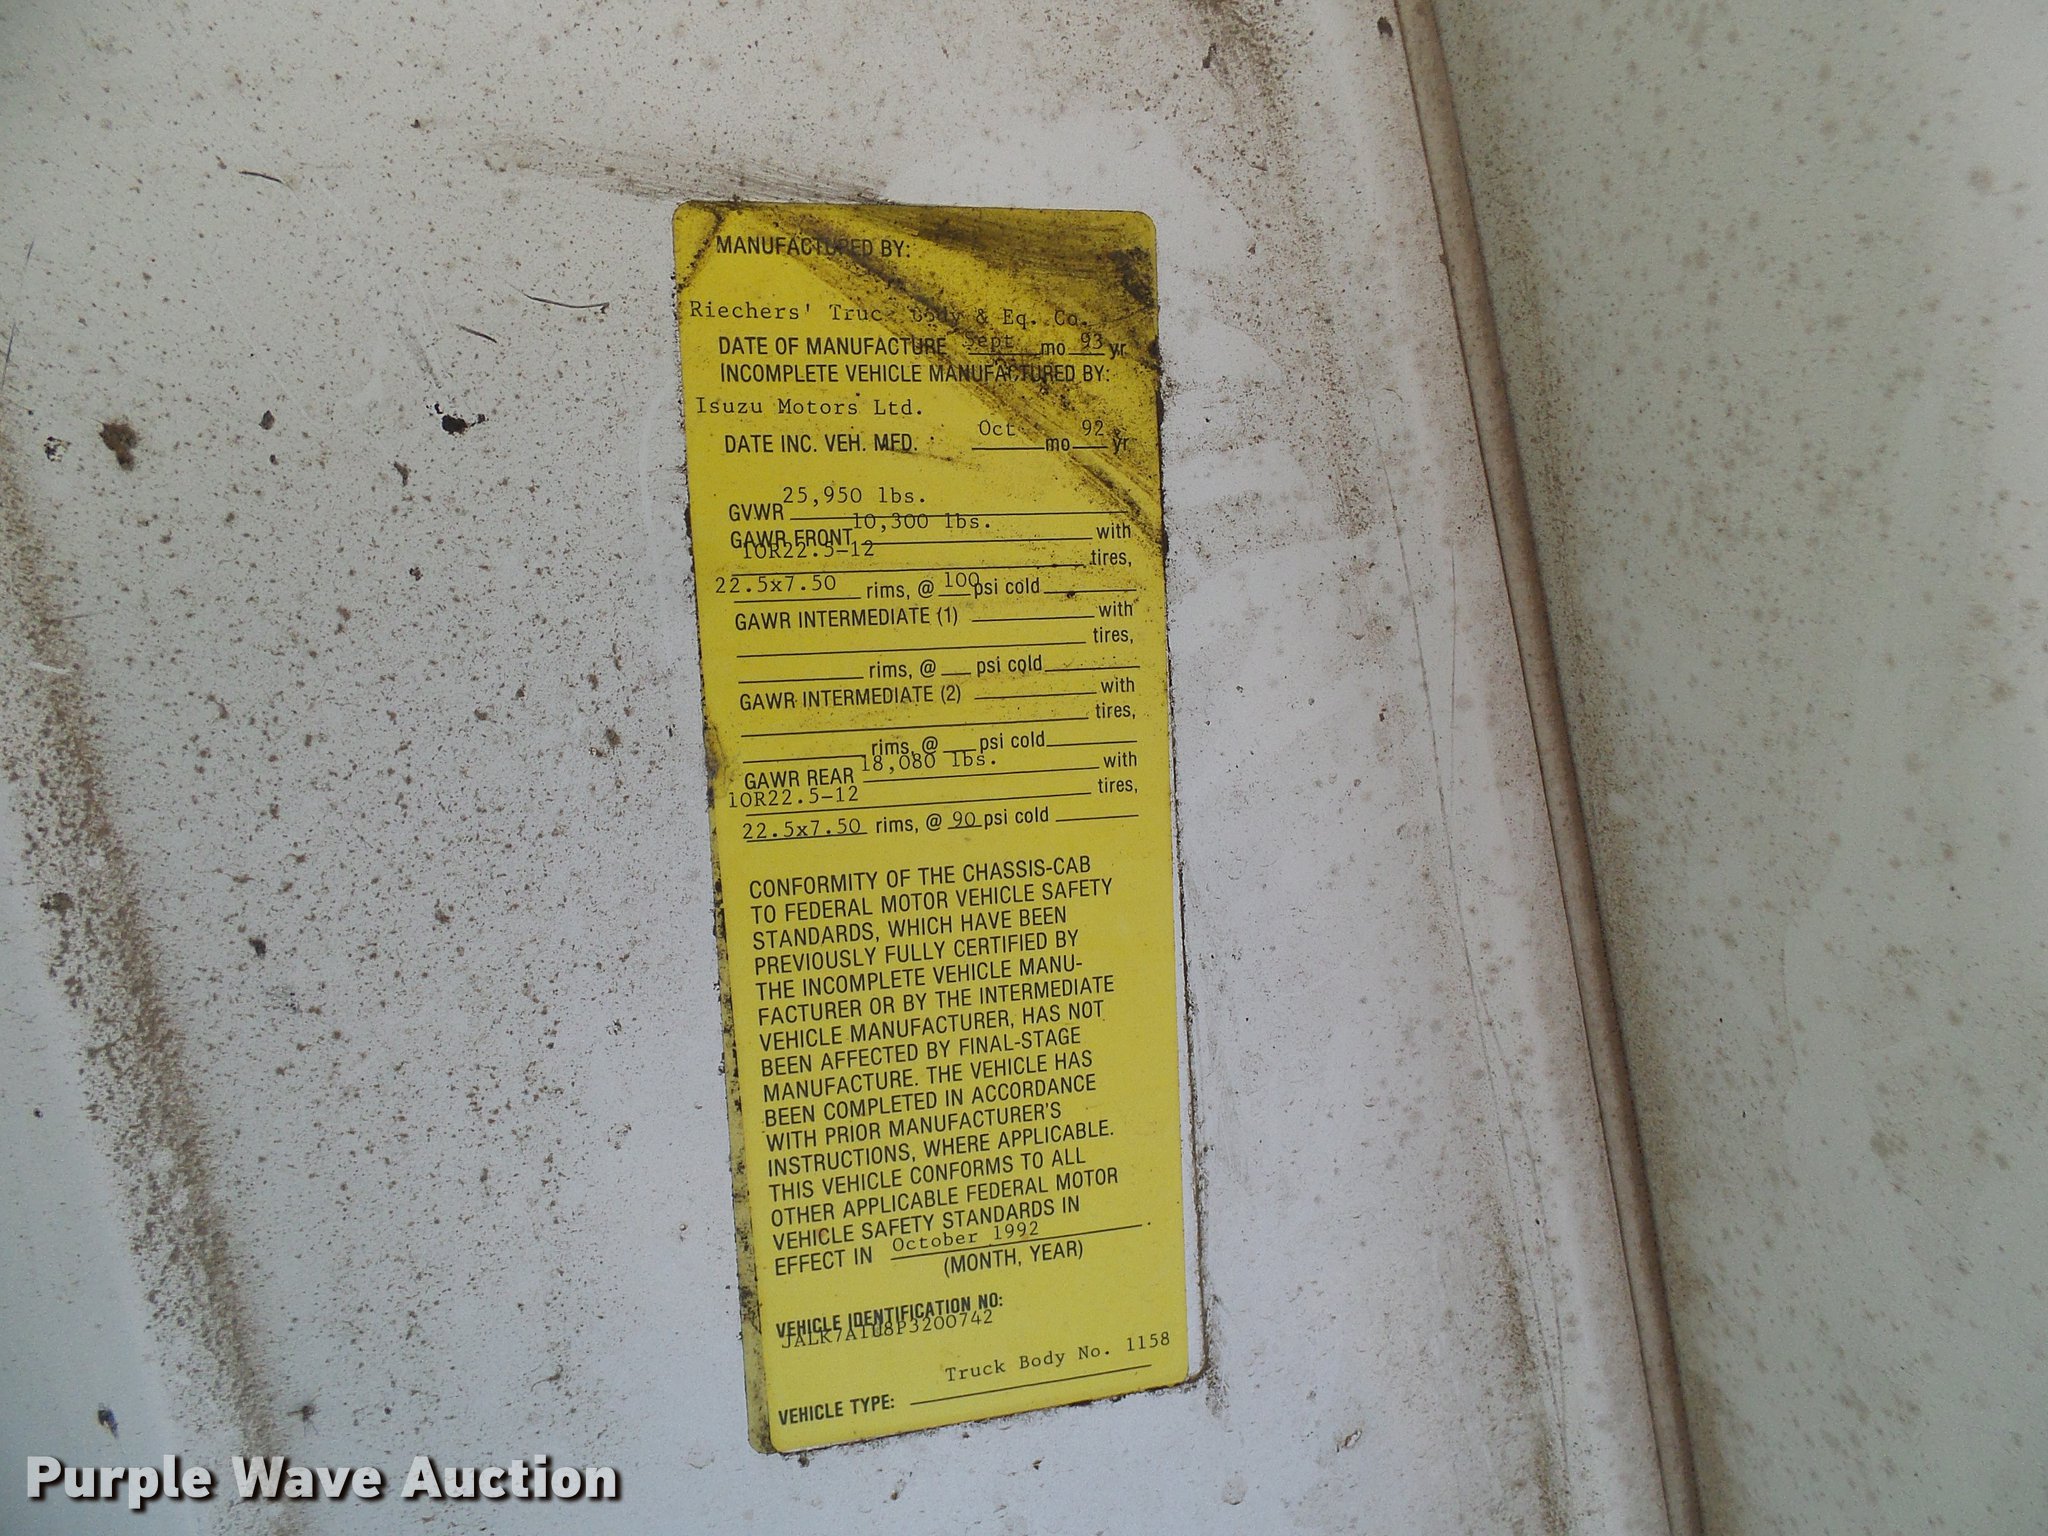 MANUFACTURED BY:
Riechers' Truck Body & Eq. Co.
DATE OF MANUFACTURE Sept mo 93 yr
INCOMPLETE VEHICLE MANUFACTURED BY:
Isuzu Motors Ltd.
DATE INC. VEH. MFD. Oct mo 92 yr
GVWR 25,950 lbs.
GAWR FRONT 10,300 lbs. with
10R22.5-12 tires,
22.5x7.50 rims, @ 100 psi cold
GAWR INTERMEDIATE (1) with
tires,
rims, @ psi cold
GAWR INTERMEDIATE (2) with
tires,
rims, @ psi cold
GAWR REAR 18,080 lbs. with
10R22.5-12 tires,
22.5x7.50 rims, @ 90 psi cold
CONFORMITY OF THE CHASSIS-CAB
TO FEDERAL MOTOR VEHICLE SAFETY
STANDARDS, WHICH HAVE BEEN
PREVIOUSLY FULLY CERTIFIED BY
THE INCOMPLETE VEHICLE MANU-
FACTURER OR BY THE INTERMEDIATE
VEHICLE MANUFACTURER, HAS NOT
BEEN AFFECTED BY FINAL-STAGE
MANUFACTURE. THE VEHICLE HAS
BEEN COMPLETED IN ACCORDANCE
WITH PRIOR MANUFACTURER'S
INSTRUCTIONS, WHERE APPLICABLE.
THIS VEHICLE CONFORMS TO ALL
OTHER APPLICABLE FEDERAL MOTOR
VEHICLE SAFETY STANDARDS IN
EFFECT IN October 1992.
(MONTH, YEAR)
VEHICLE IDENTIFICATION NO:
JALK7A1U8P3200742
Truck Body No. 1158
VEHICLE TYPE:
Purple Wave Auction